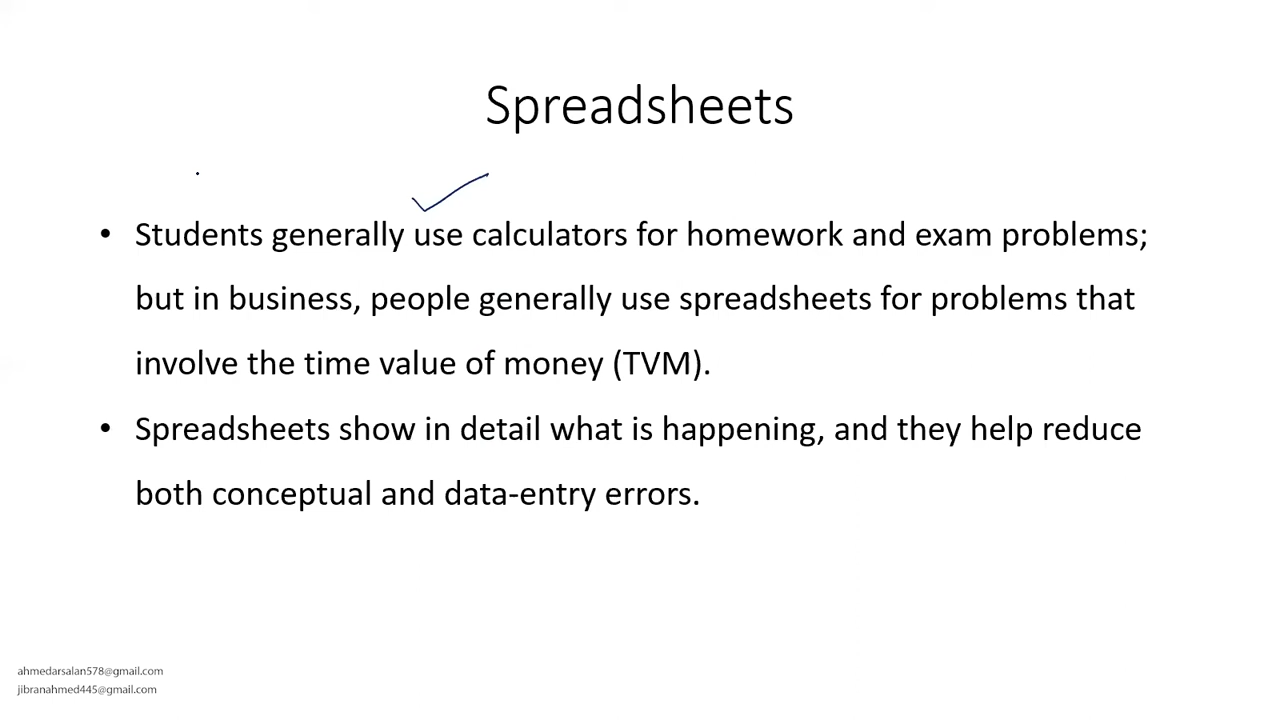 Spreadsheets
• Students generally use calculators for homework and exam problems;
but in business, people generally use spreadsheets for problems that
involve the time value of money (TVM).
• Spreadsheets show in detail what is happening, and they help reduce
both conceptual and data-entry errors.
ahmedarsalan578@gmail.com
jibranahmed445@gmail.com